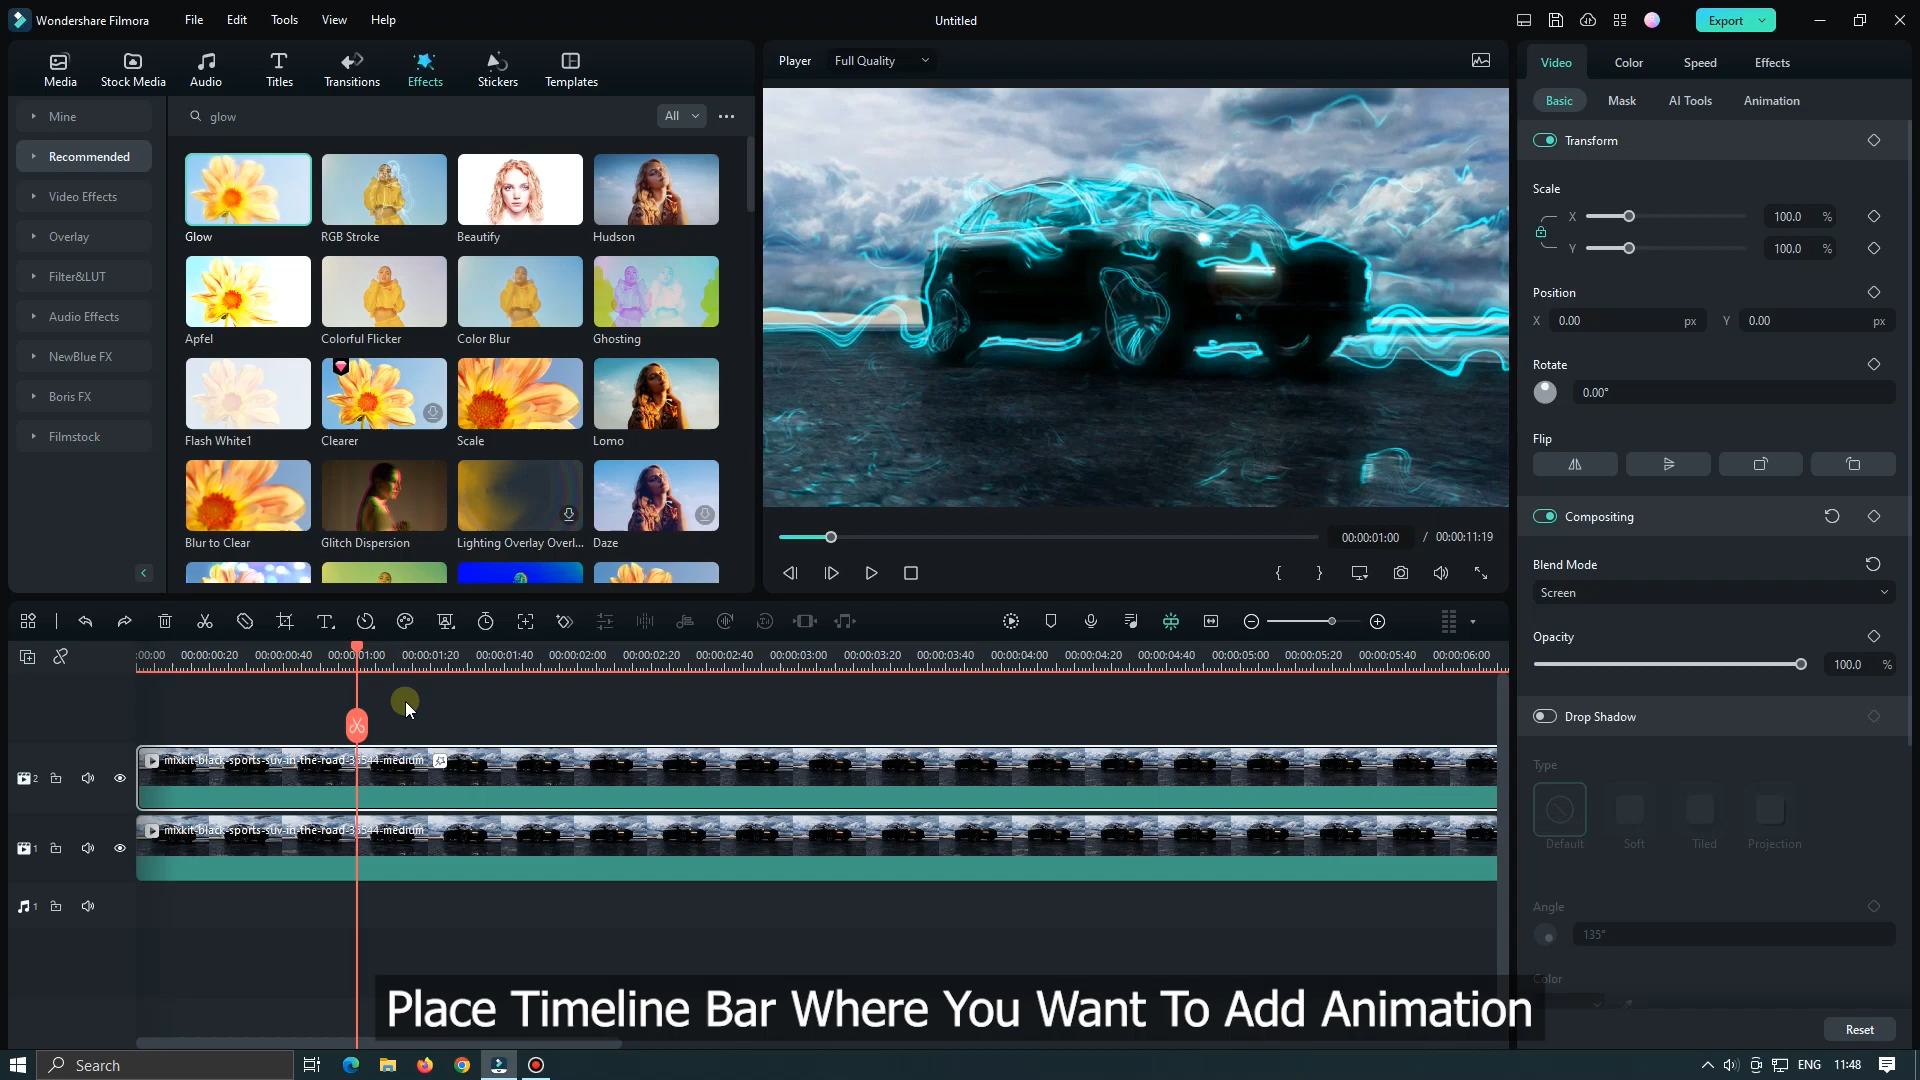 Wondershare Filmora
File Edit Tools View Help
Untitled
Export
Media Stock Media Audio Titles Transitions Effects Stickers Templates
Player Full Quality
Video Color Speed Effects
Basic Mask AI Tools Animation
Mine
Recommended
Video Effects
Overlay
Filter&LUT
Audio Effects
NewBlue FX
Boris FX
Filmstock
glow
All
Glow RGB Stroke Beautify Hudson
Apfel Colorful Flicker Color Blur Ghosting
Flash White1 Clearer Scale Lomo
Blur to Clear Glitch Dispersion Lighting Overlay Overl... Daze
00:00:01:00 / 00:00:11:19
Transform
Scale
X 100.0 %
Y 100.0 %
Position
X 0.00 px Y 0.00 px
Rotate
0.00°
Flip
Compositing
Blend Mode
Screen
Opacity
100.0 %
Drop Shadow
Type
Default Soft Tiled Projection
Angle
135°
Color
Reset
:00:00 00:00:00:20 00:00:00:40 00:00:01:00 00:00:01:20 00:00:01:40 00:00:02:00 00:00:02:20 00:00:02:40 00:00:03:00 00:00:03:20 00:00:03:40 00:00:04:00 00:00:04:20 00:00:04:40 00:00:05:00 00:00:05:20 00:00:05:40 00:00:06:00
2 mixkit-black-sports-suv-in-the-road-35544-medium
1 mixkit-black-sports-suv-in-the-road-35544-medium
1
Place Timeline Bar Where You Want To Add Animation
Search
ENG 11:48